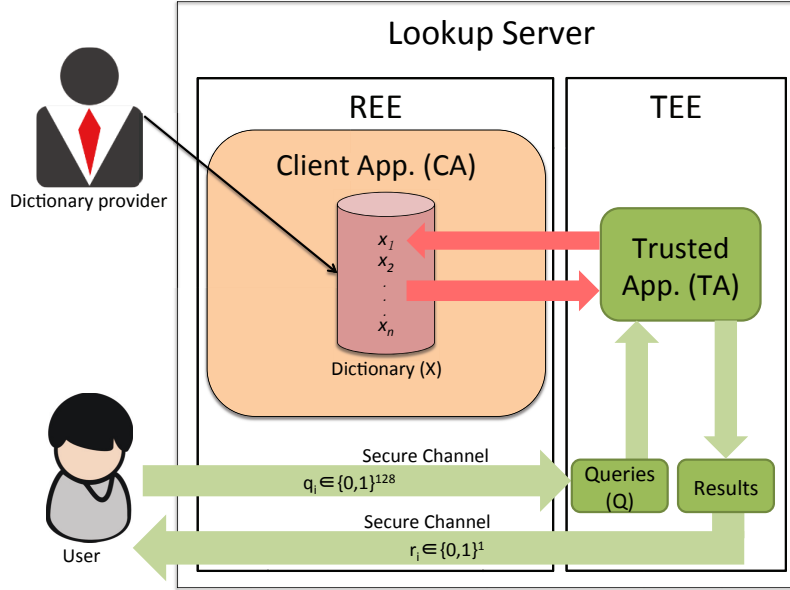 Lookup Server
REE
TEE
Dictionary provider
Client App. (CA)
x1
x2
.
.
.
xn
Dictionary (X)
Trusted
App. (TA)
Secure Channel
qi ∈ {0,1}128
Queries
(Q)
Results
Secure Channel
ri ∈ {0,1}1
User